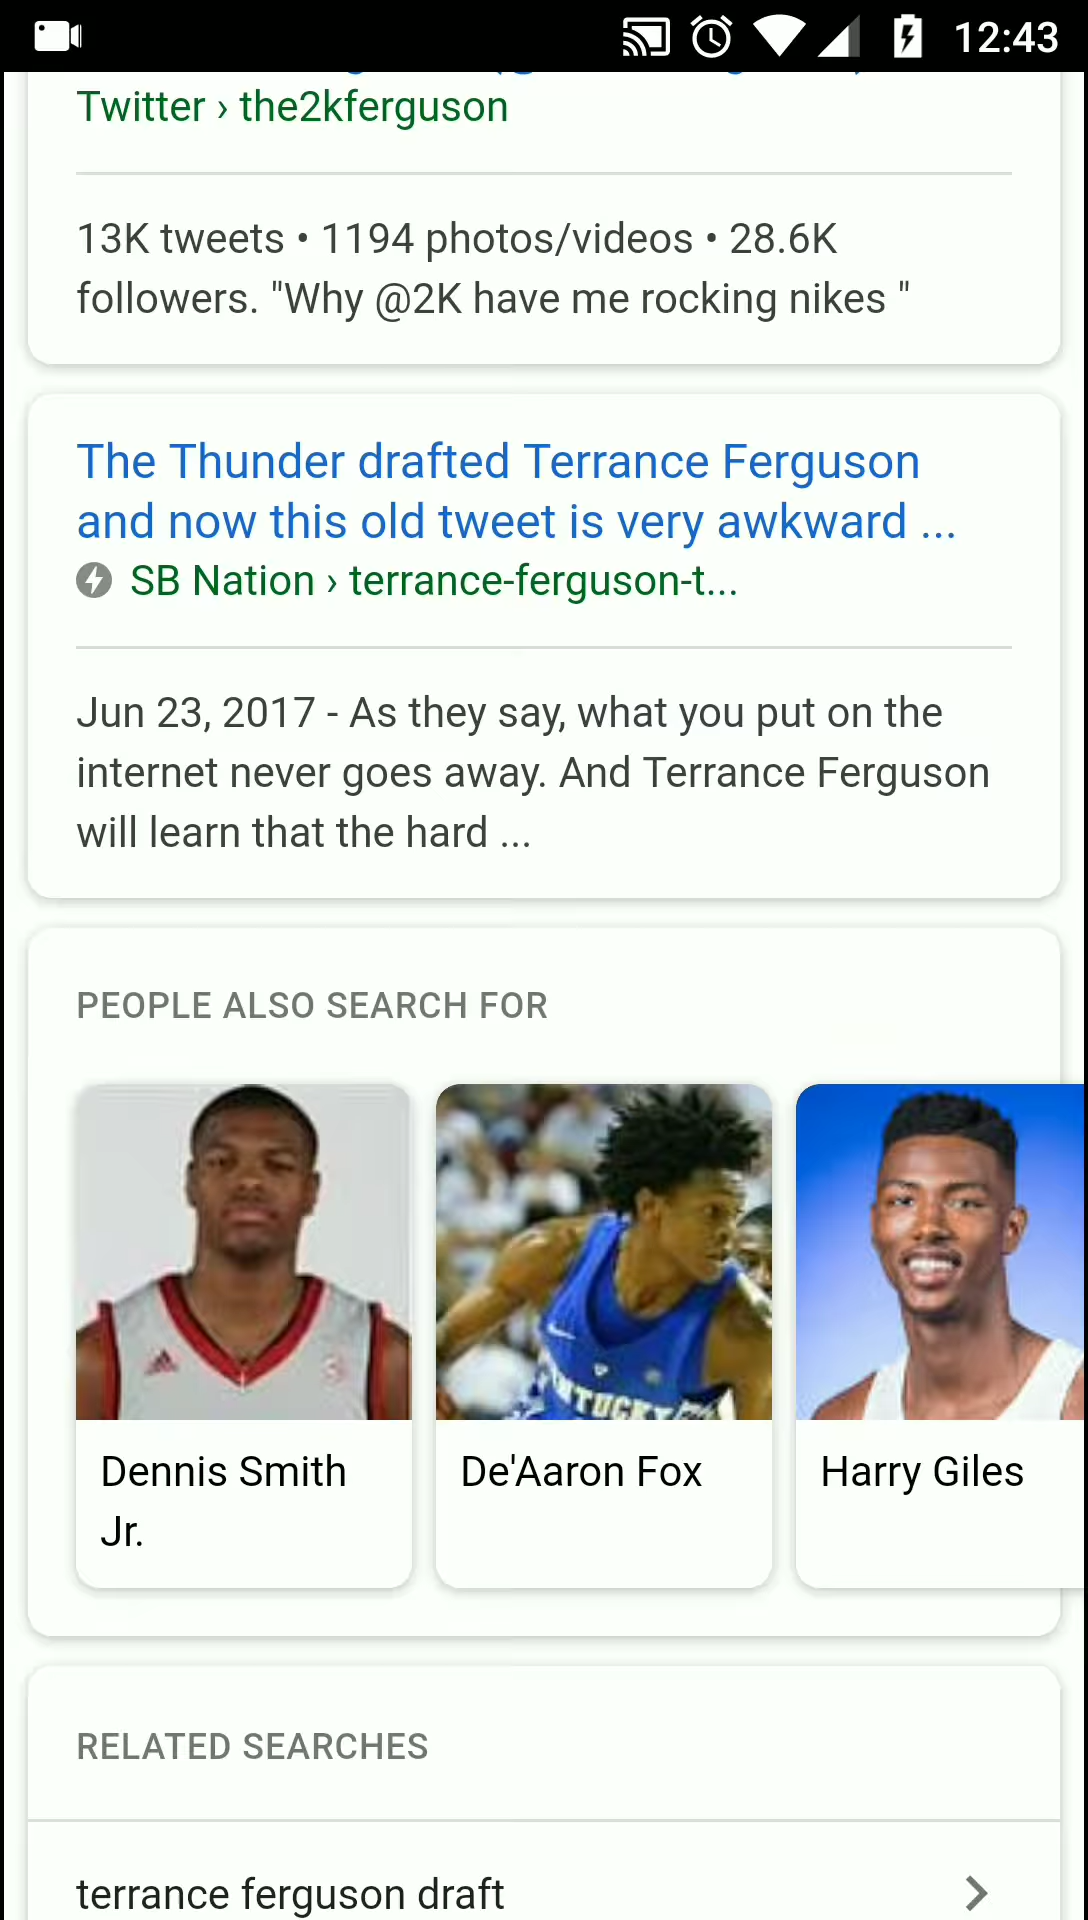 12:43
Twitter › the2kferguson
13K tweets • 1194 photos/videos • 28.6K
followers. "Why @2K have me rocking nikes "
The Thunder drafted Terrance Ferguson
and now this old tweet is very awkward ...
SB Nation › terrance-ferguson-t...
Jun 23, 2017 - As they say, what you put on the
internet never goes away. And Terrance Ferguson
will learn that the hard ...
PEOPLE ALSO SEARCH FOR
Dennis Smith
Jr.
De'Aaron Fox
Harry Giles
RELATED SEARCHES
terrance ferguson draft